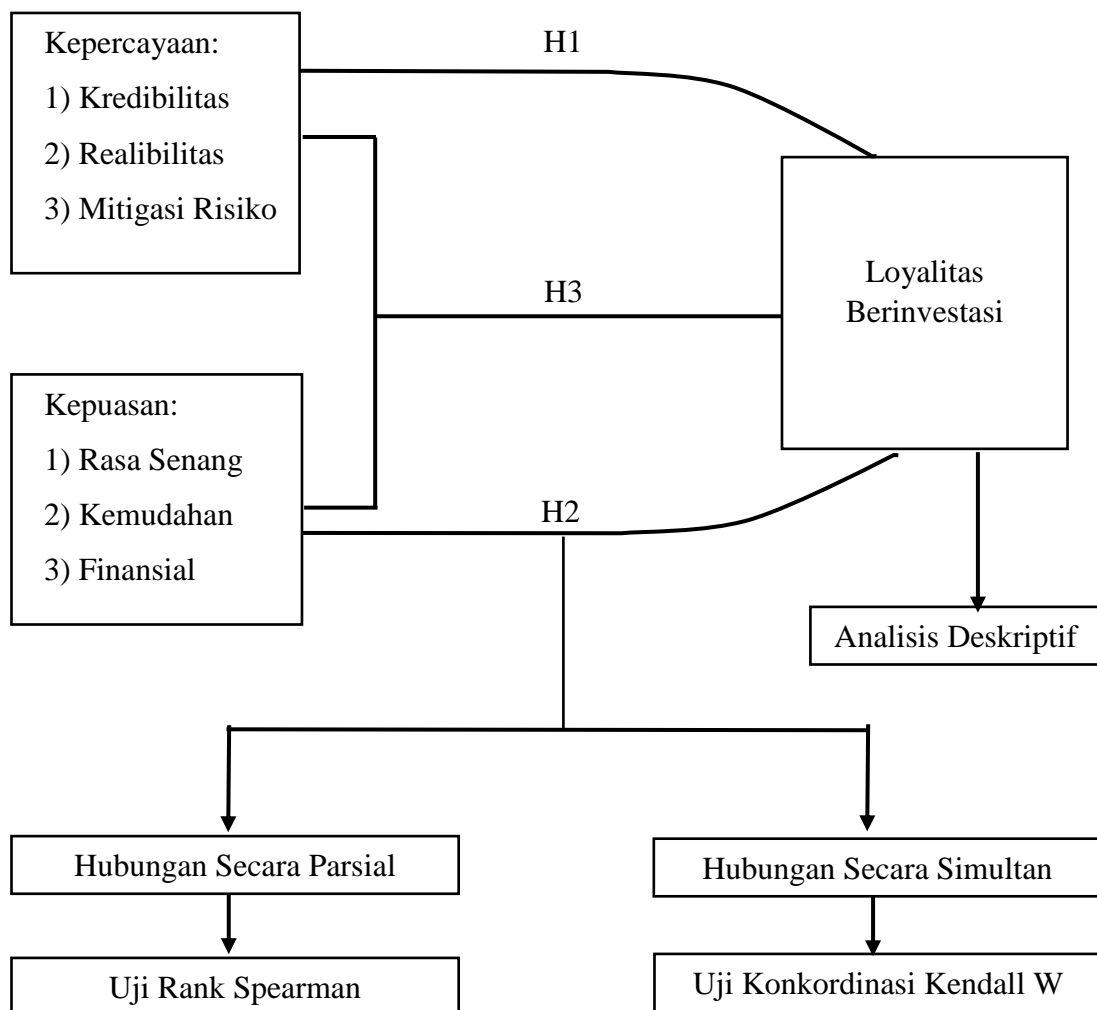 Kepercayaan:
1) Kredibilitas
2) Realibilitas
3) Mitigasi Risiko
H1
Loyalitas
Berinvestasi
H3
Kepuasan:
1) Rasa Senang
2) Kemudahan
3) Finansial
H2
Analisis Deskriptif
Hubungan Secara Parsial
Hubungan Secara Simultan
Uji Rank Spearman
Uji Konkordinasi Kendall W